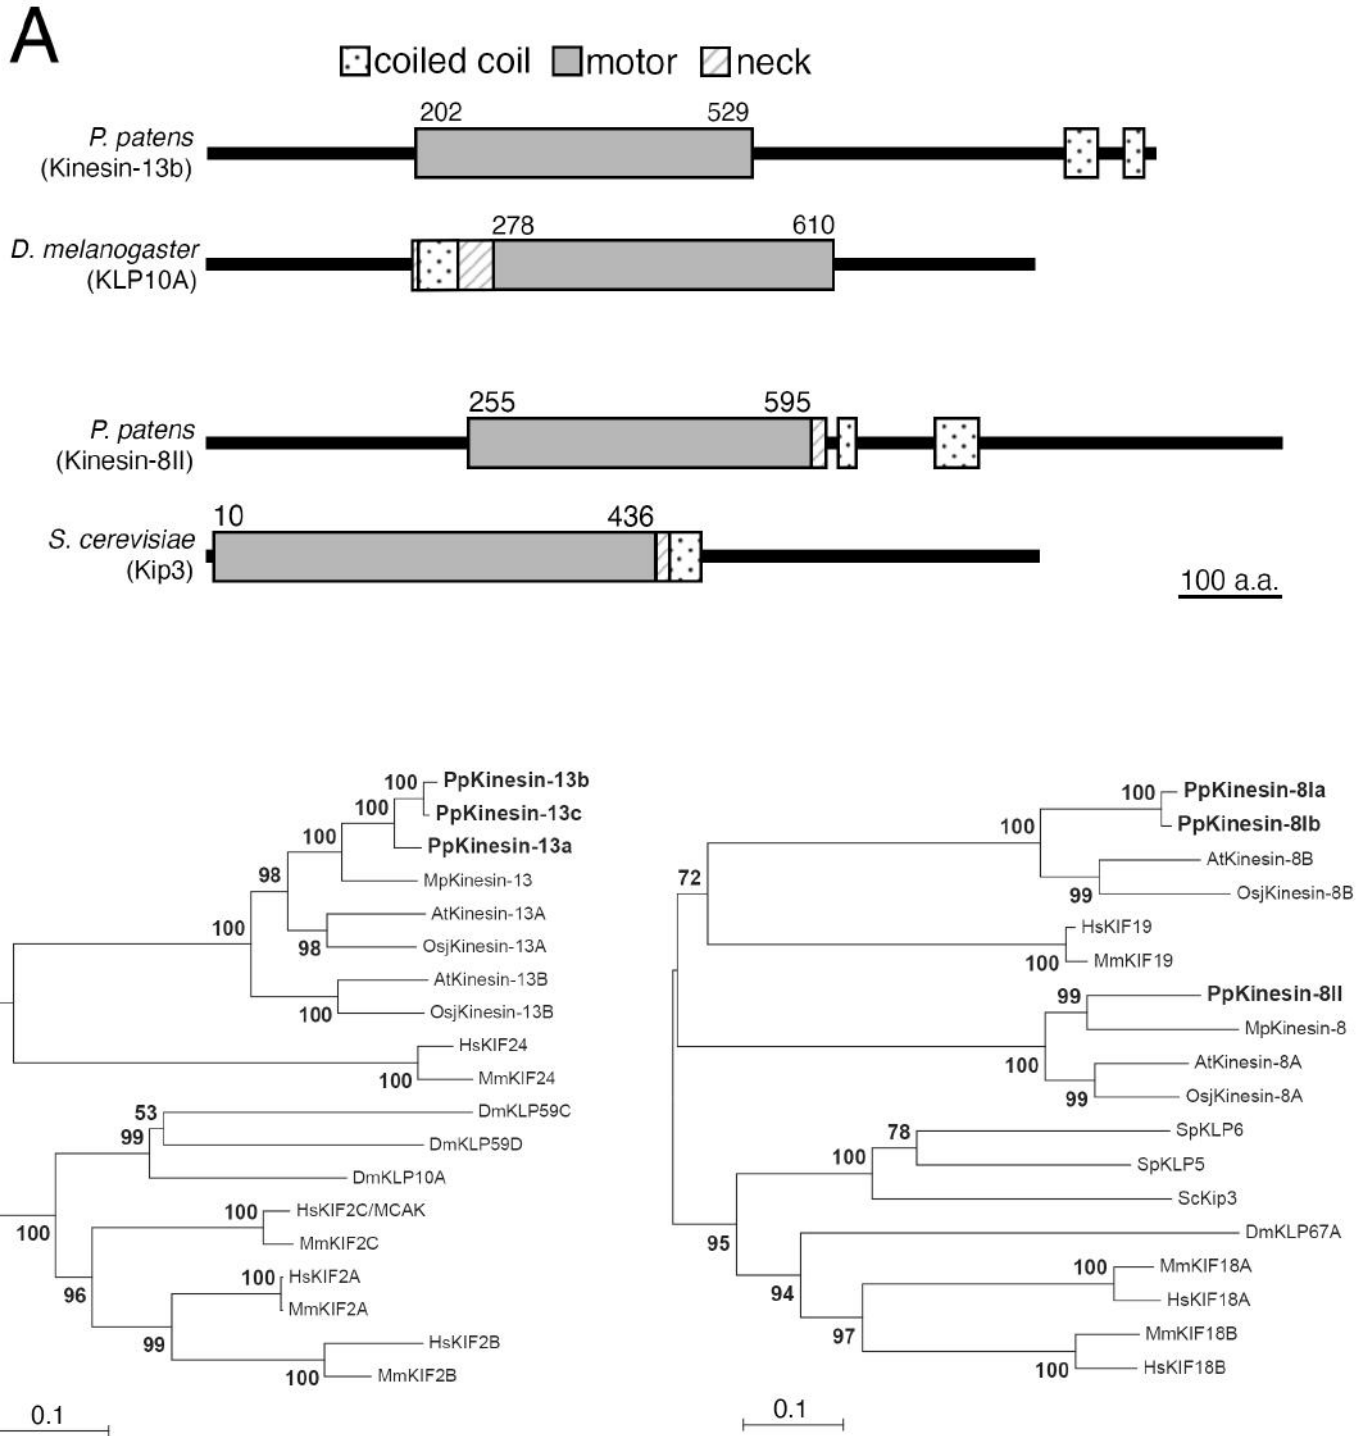 A
coiled coil motor neck
202 529
P. patens
(Kinesin-13b)
278 610
D. melanogaster
(KLP10A)
255 595
P. patens
(Kinesin-8II)
10 436
S. cerevisiae
(Kip3)
100 a.a.
100 PpKinesin-13b
100 PpKinesin-13c
100 PpKinesin-13a
98 MpKinesin-13
AtKinesin-13A
100 98 OsjKinesin-13A
AtKinesin-13B
100 OsjKinesin-13B
HsKIF24
100 MmKIF24
53 DmKLP59C
99 DmKLP59D
DmKLP10A
100 HsKIF2C/MCAK
100 MmKIF2C
100 HsKIF2A
96 MmKIF2A
99 HsKIF2B
100 MmKIF2B
0.1
100 PpKinesin-8Ia
100 PpKinesin-8Ib
AtKinesin-8B
72 99 OsjKinesin-8B
HsKIF19
100 MmKIF19
99 PpKinesin-8II
MpKinesin-8
100 AtKinesin-8A
99 OsjKinesin-8A
78 SpKLP6
100 SpKLP5
ScKip3
95 DmKLP67A
100 MmKIF18A
94 HsKIF18A
97 MmKIF18B
100 HsKIF18B
0.1